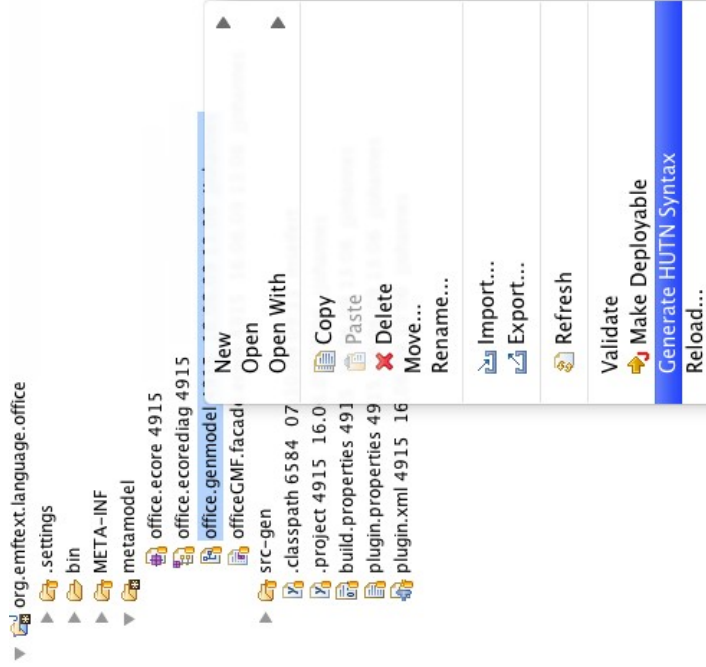 org.emftext.language.office
.settings
bin
META-INF
metamodel
office.ecore 4915
office.ecorediag 4915
office.genmodel
officeGMF.facad
src-gen
.classpath 6584 07
.project 4915 16.0
build.properties 491
plugin.properties 49
plugin.xml 4915 16
New
Open
Open With
Copy
Paste
Delete
Move...
Rename...
Import...
Export...
Refresh
Validate
Make Deployable
Generate HUTN Syntax
Reload...